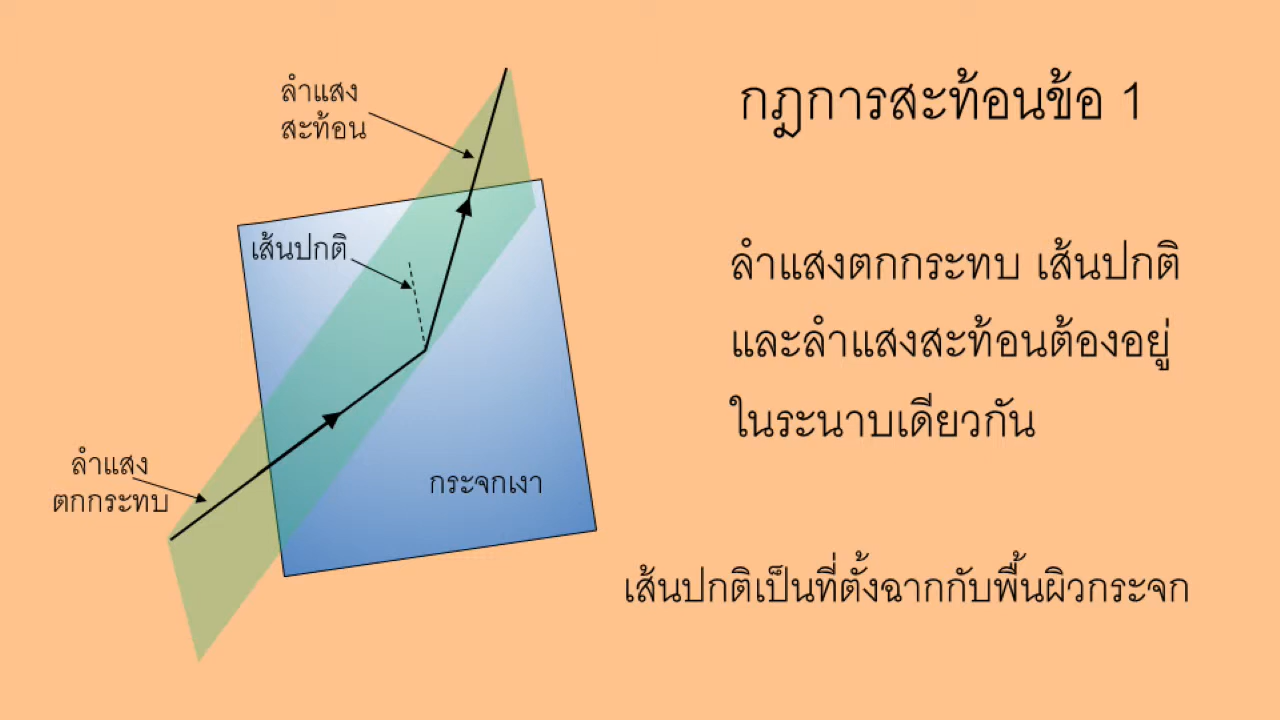 ลำแสง
สะท้อน
เส้นปกติ
ลำแสง
ตกกระทบ
กระจกเงา
กฎการสะท้อนข้อ 1
ลำแสงตกกระทบ เส้นปกติ
และลำแสงสะท้อนต้องอยู่
ในระนาบเดียวกัน
เส้นปกติเป็นที่ตั้งฉากกับพื้นผิวกระจก